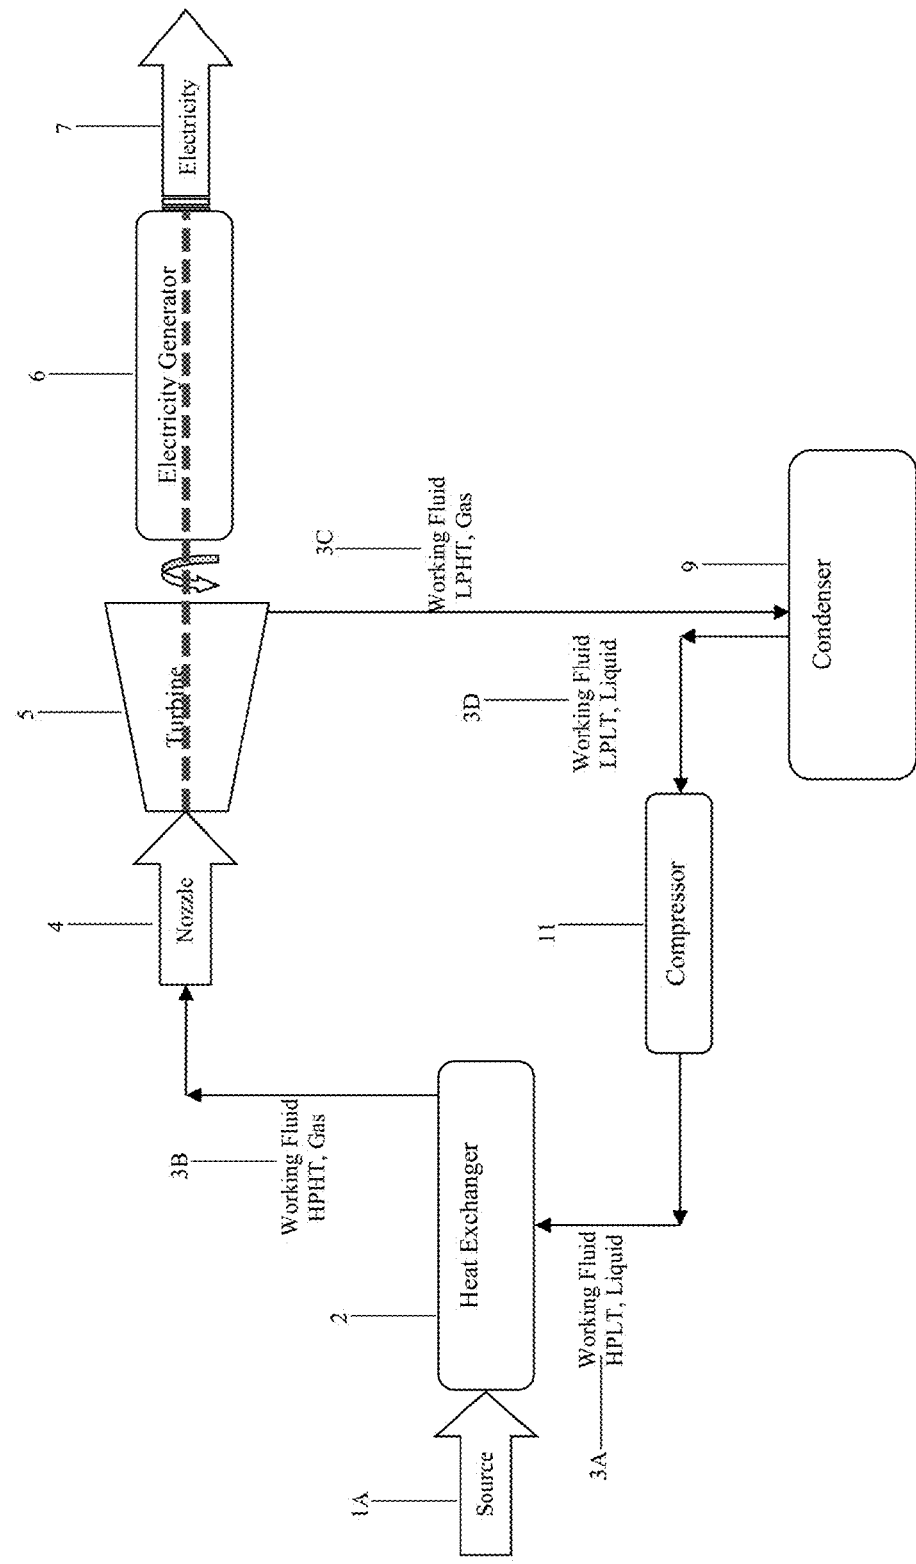 1A
Source
2
Heat Exchanger
3A
Working Fluid
HPLT, Liquid
3B
Working Fluid
HPHT, Gas
4
Nozzle
5
Turbine
6
Electricity Generator
7
Electricity
3C
Working Fluid
LPHT, Gas
3D
Working Fluid
LPLT, Liquid
9
Condenser
11
Compressor